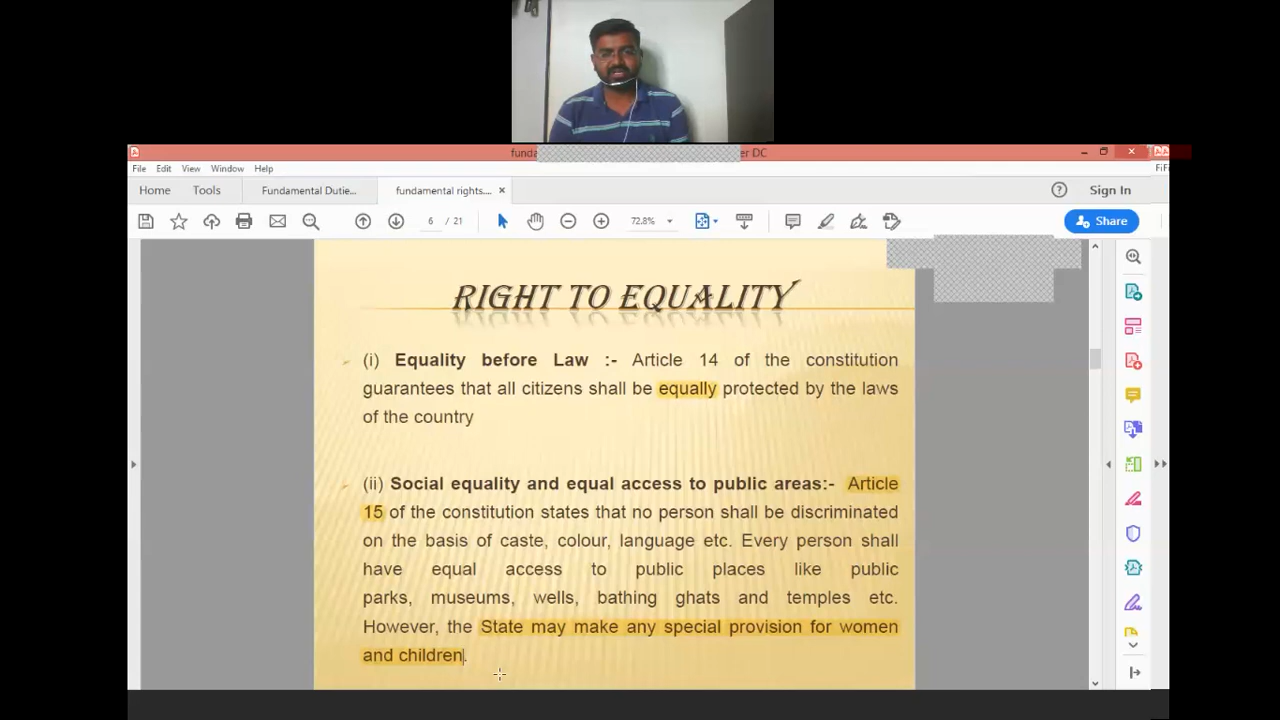 funda er DC
FiF
File Edit View Window Help
Home Tools Fundamental Dutie... fundamental rights.... × Sign In
6 / 21 72.8% Share
RIGHT TO EQUALITY
(i) Equality before Law :- Article 14 of the constitution
guarantees that all citizens shall be equally protected by the laws
of the country
(ii) Social equality and equal access to public areas:- Article
15 of the constitution states that no person shall be discriminated
on the basis of caste, colour, language etc. Every person shall
have equal access to public places like public
parks, museums, wells, bathing ghats and temples etc.
However, the State may make any special provision for women
and children.